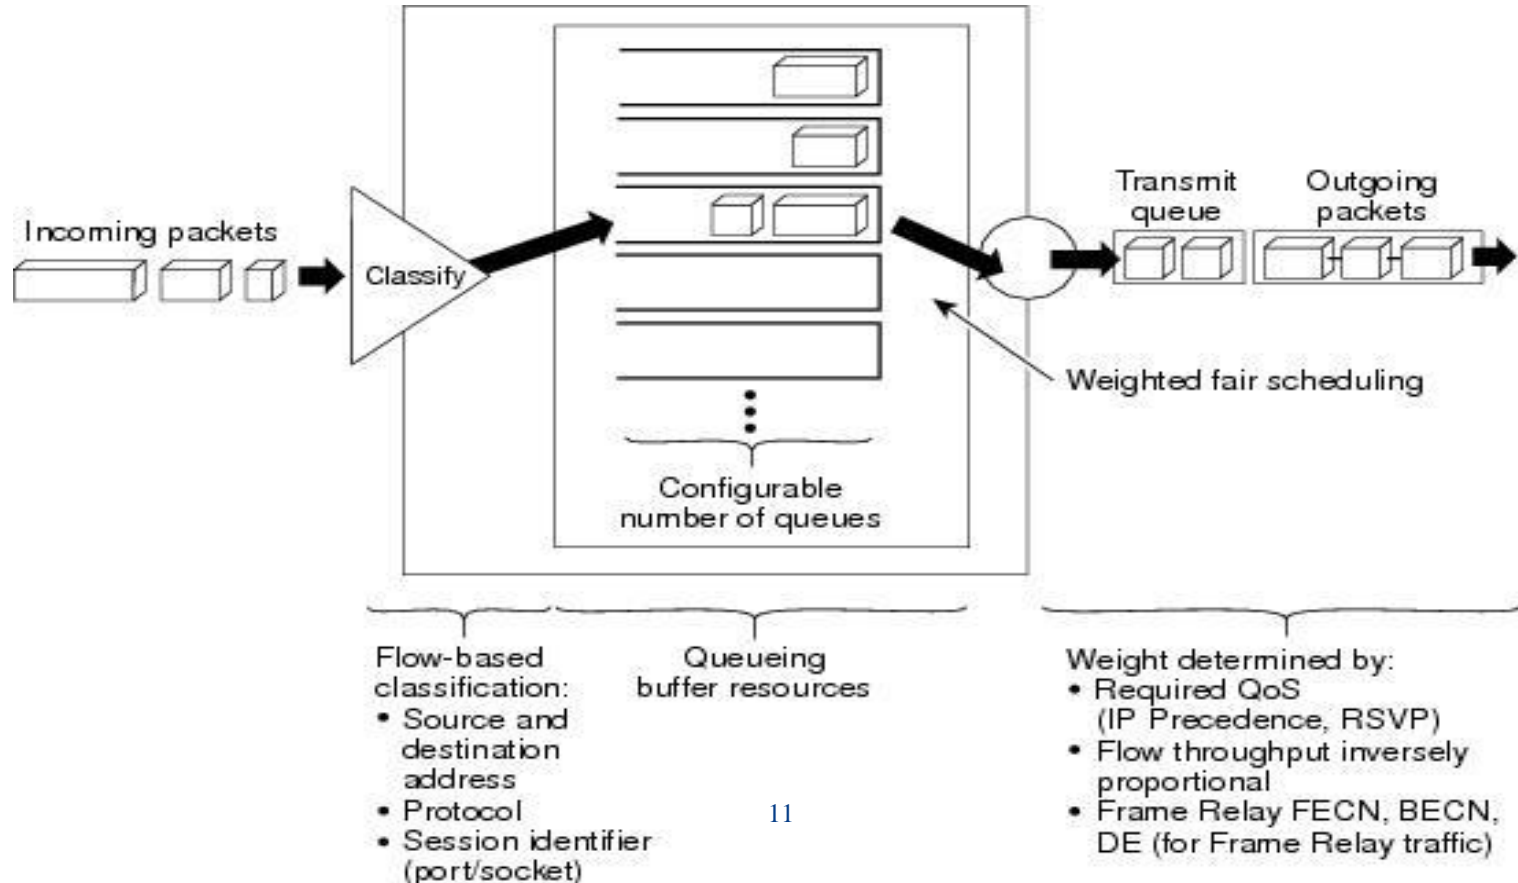 Incoming packets
Classify
Transmit
queue
Outgoing
packets
Weighted fair scheduling
Configurable
number of queues
Flow-based
classification:
• Source and
destination
address
• Protocol
• Session identifier
(port/socket)
Queueing
buffer resources
Weight determined by:
• Required QoS
(IP Precedence, RSVP)
• Flow throughput inversely
proportional
• Frame Relay FECN, BECN,
DE (for Frame Relay traffic)
11